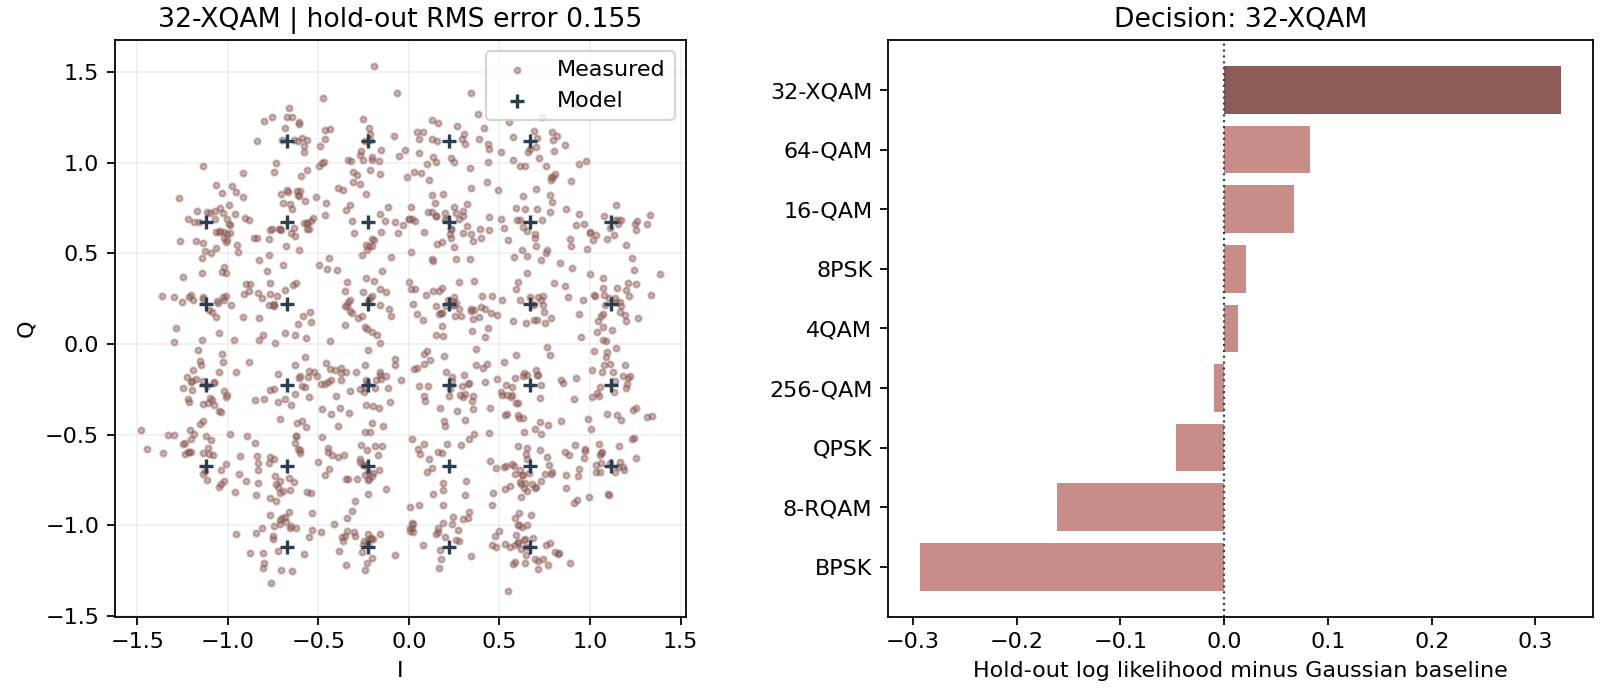 32-XQAM | hold-out RMS error 0.155
Measured
Model
1.5
1.0
0.5
0.0
−0.5
−1.0
−1.5
Q
−1.5 −1.0 −0.5 0.0 0.5 1.0 1.5
I
Decision: 32-XQAM
32-XQAM
64-QAM
16-QAM
8PSK
4QAM
256-QAM
QPSK
8-RQAM
BPSK
−0.3 −0.2 −0.1 0.0 0.1 0.2 0.3
Hold-out log likelihood minus Gaussian baseline